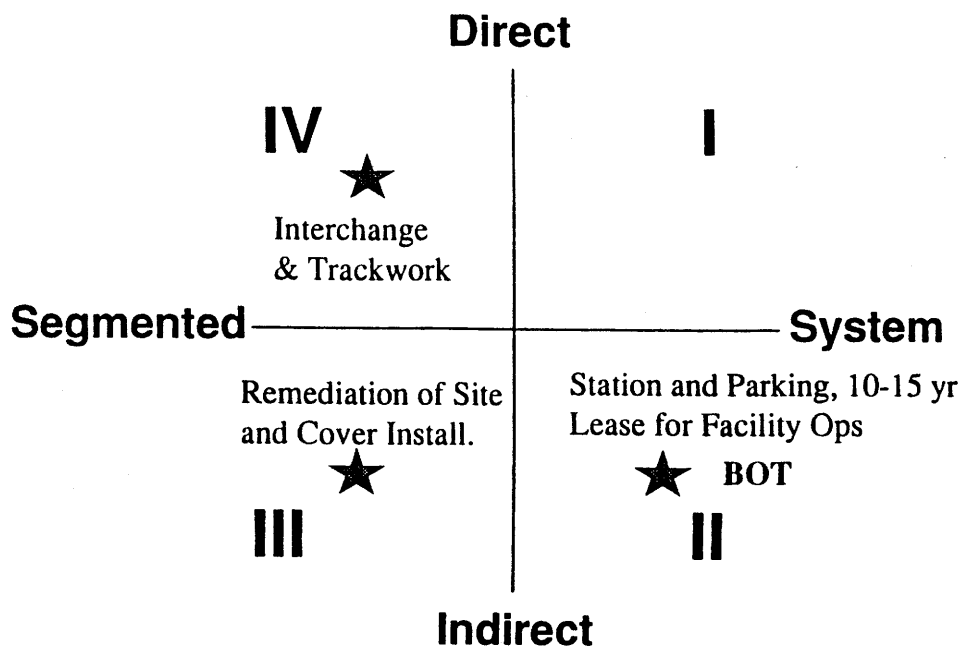 Direct
IV
I
Interchange
& Trackwork
Segmented
System
Remediation of Site
and Cover Install.
Station and Parking, 10-15 yr
Lease for Facility Ops
BOT
III
II
Indirect